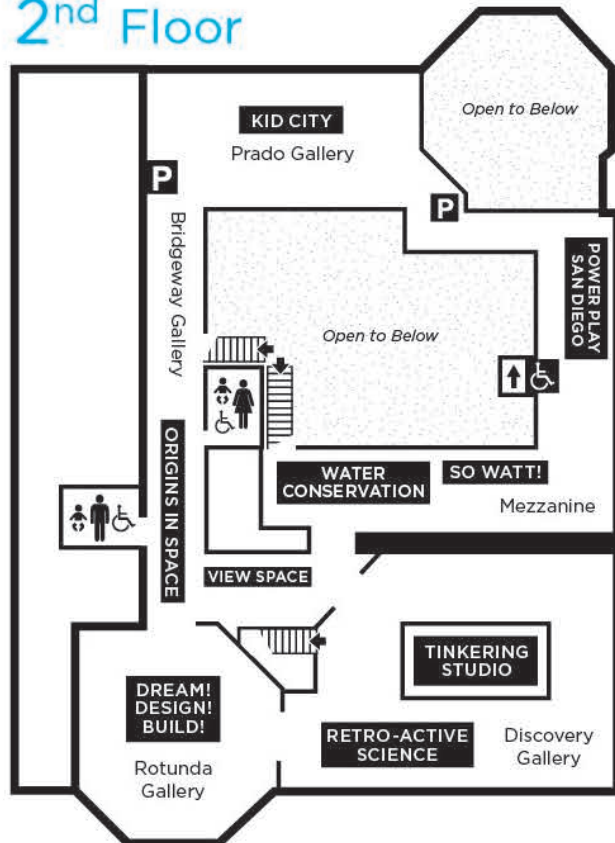 2nd Floor
Open to Below
KID CITY
Prado Gallery
P
P
Bridgeway Gallery
POWER PLAY
SAN DIEGO
Open to Below
ORIGINS IN SPACE
WATER
CONSERVATION
SO WATT!
Mezzanine
VIEW SPACE
TINKERING
STUDIO
DREAM!
DESIGN!
BUILD!
RETRO-ACTIVE
SCIENCE
Discovery
Gallery
Rotunda
Gallery